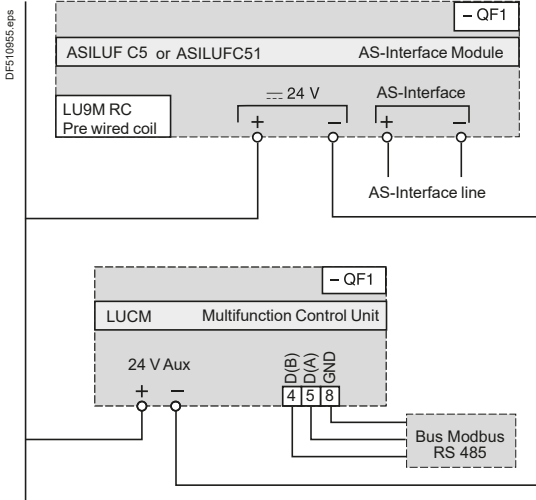 DF510955.eps
– QF1
ASILUF C5 or ASILUFC51 AS-Interface Module
LU9M RC
Pre wired coil
24 V
AS-Interface
+ – + –
AS-Interface line
– QF1
LUCM Multifunction Control Unit
24 V Aux
+ –
D(B) D(A) GND
4 5 8
Bus Modbus
RS 485